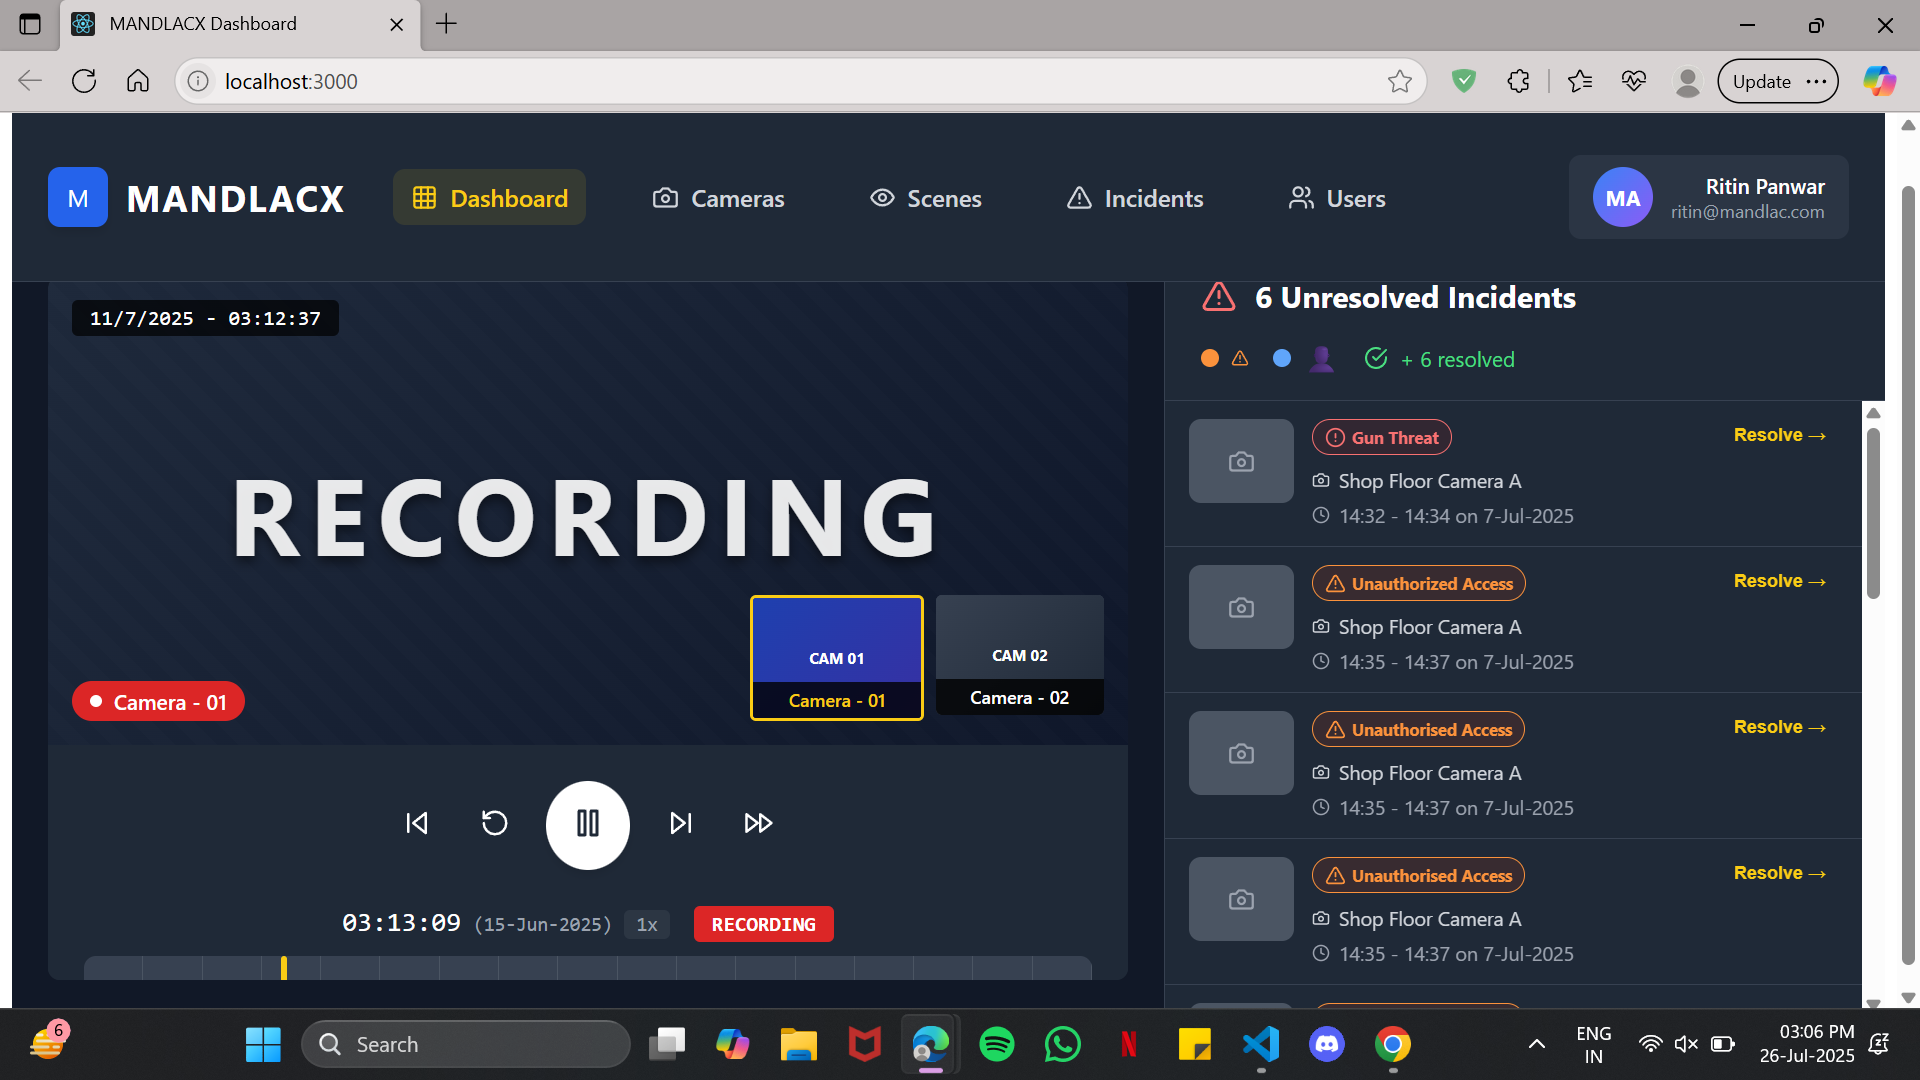 MANDLACX Dashboard
localhost:3000
Update
M MANDLACX Dashboard Cameras Scenes Incidents Users
MA Ritin Panwar
ritin@mandlac.com
11/7/2025 - 03:12:37
RECORDING
CAM 01
Camera - 01
CAM 02
Camera - 02
Camera - 01
03:13:09 (15-Jun-2025) 1x RECORDING
6 Unresolved Incidents
+ 6 resolved
Gun Threat Resolve →
Shop Floor Camera A
14:32 - 14:34 on 7-Jul-2025
Unauthorized Access Resolve →
Shop Floor Camera A
14:35 - 14:37 on 7-Jul-2025
Unauthorised Access Resolve →
Shop Floor Camera A
14:35 - 14:37 on 7-Jul-2025
Unauthorised Access Resolve →
Shop Floor Camera A
14:35 - 14:37 on 7-Jul-2025
6
Search
N
ENG
IN
03:06 PM
26-Jul-2025